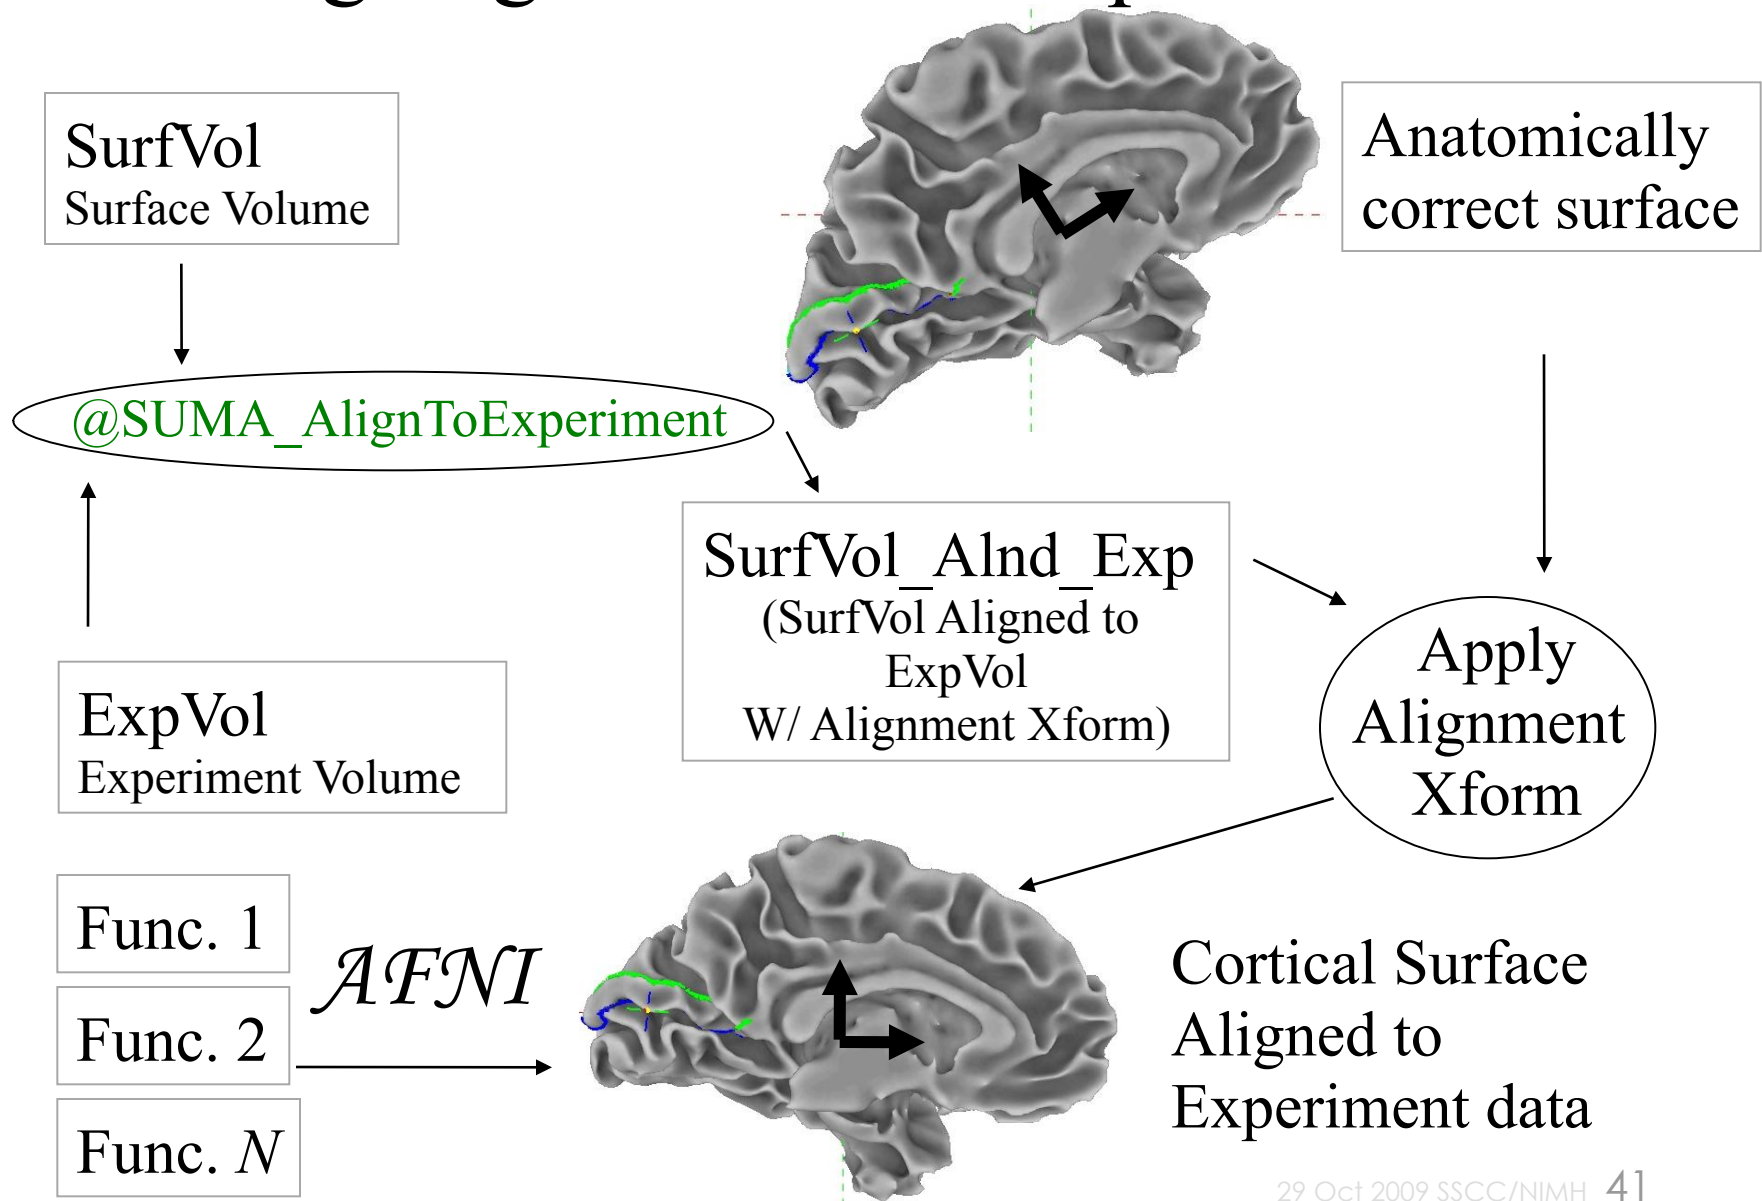 SurfVol
Surface Volume
Anatomically
correct surface
@SUMA_AlignToExperiment
SurfVol_Alnd_Exp
(SurfVol Aligned to
ExpVol
W/ Alignment Xform)
Apply
Alignment
Xform
ExpVol
Experiment Volume
Func. 1
Func. 2
Func. N
AFNI
Cortical Surface
Aligned to
Experiment data
29 Oct 2009 SSCC/NIMH 41